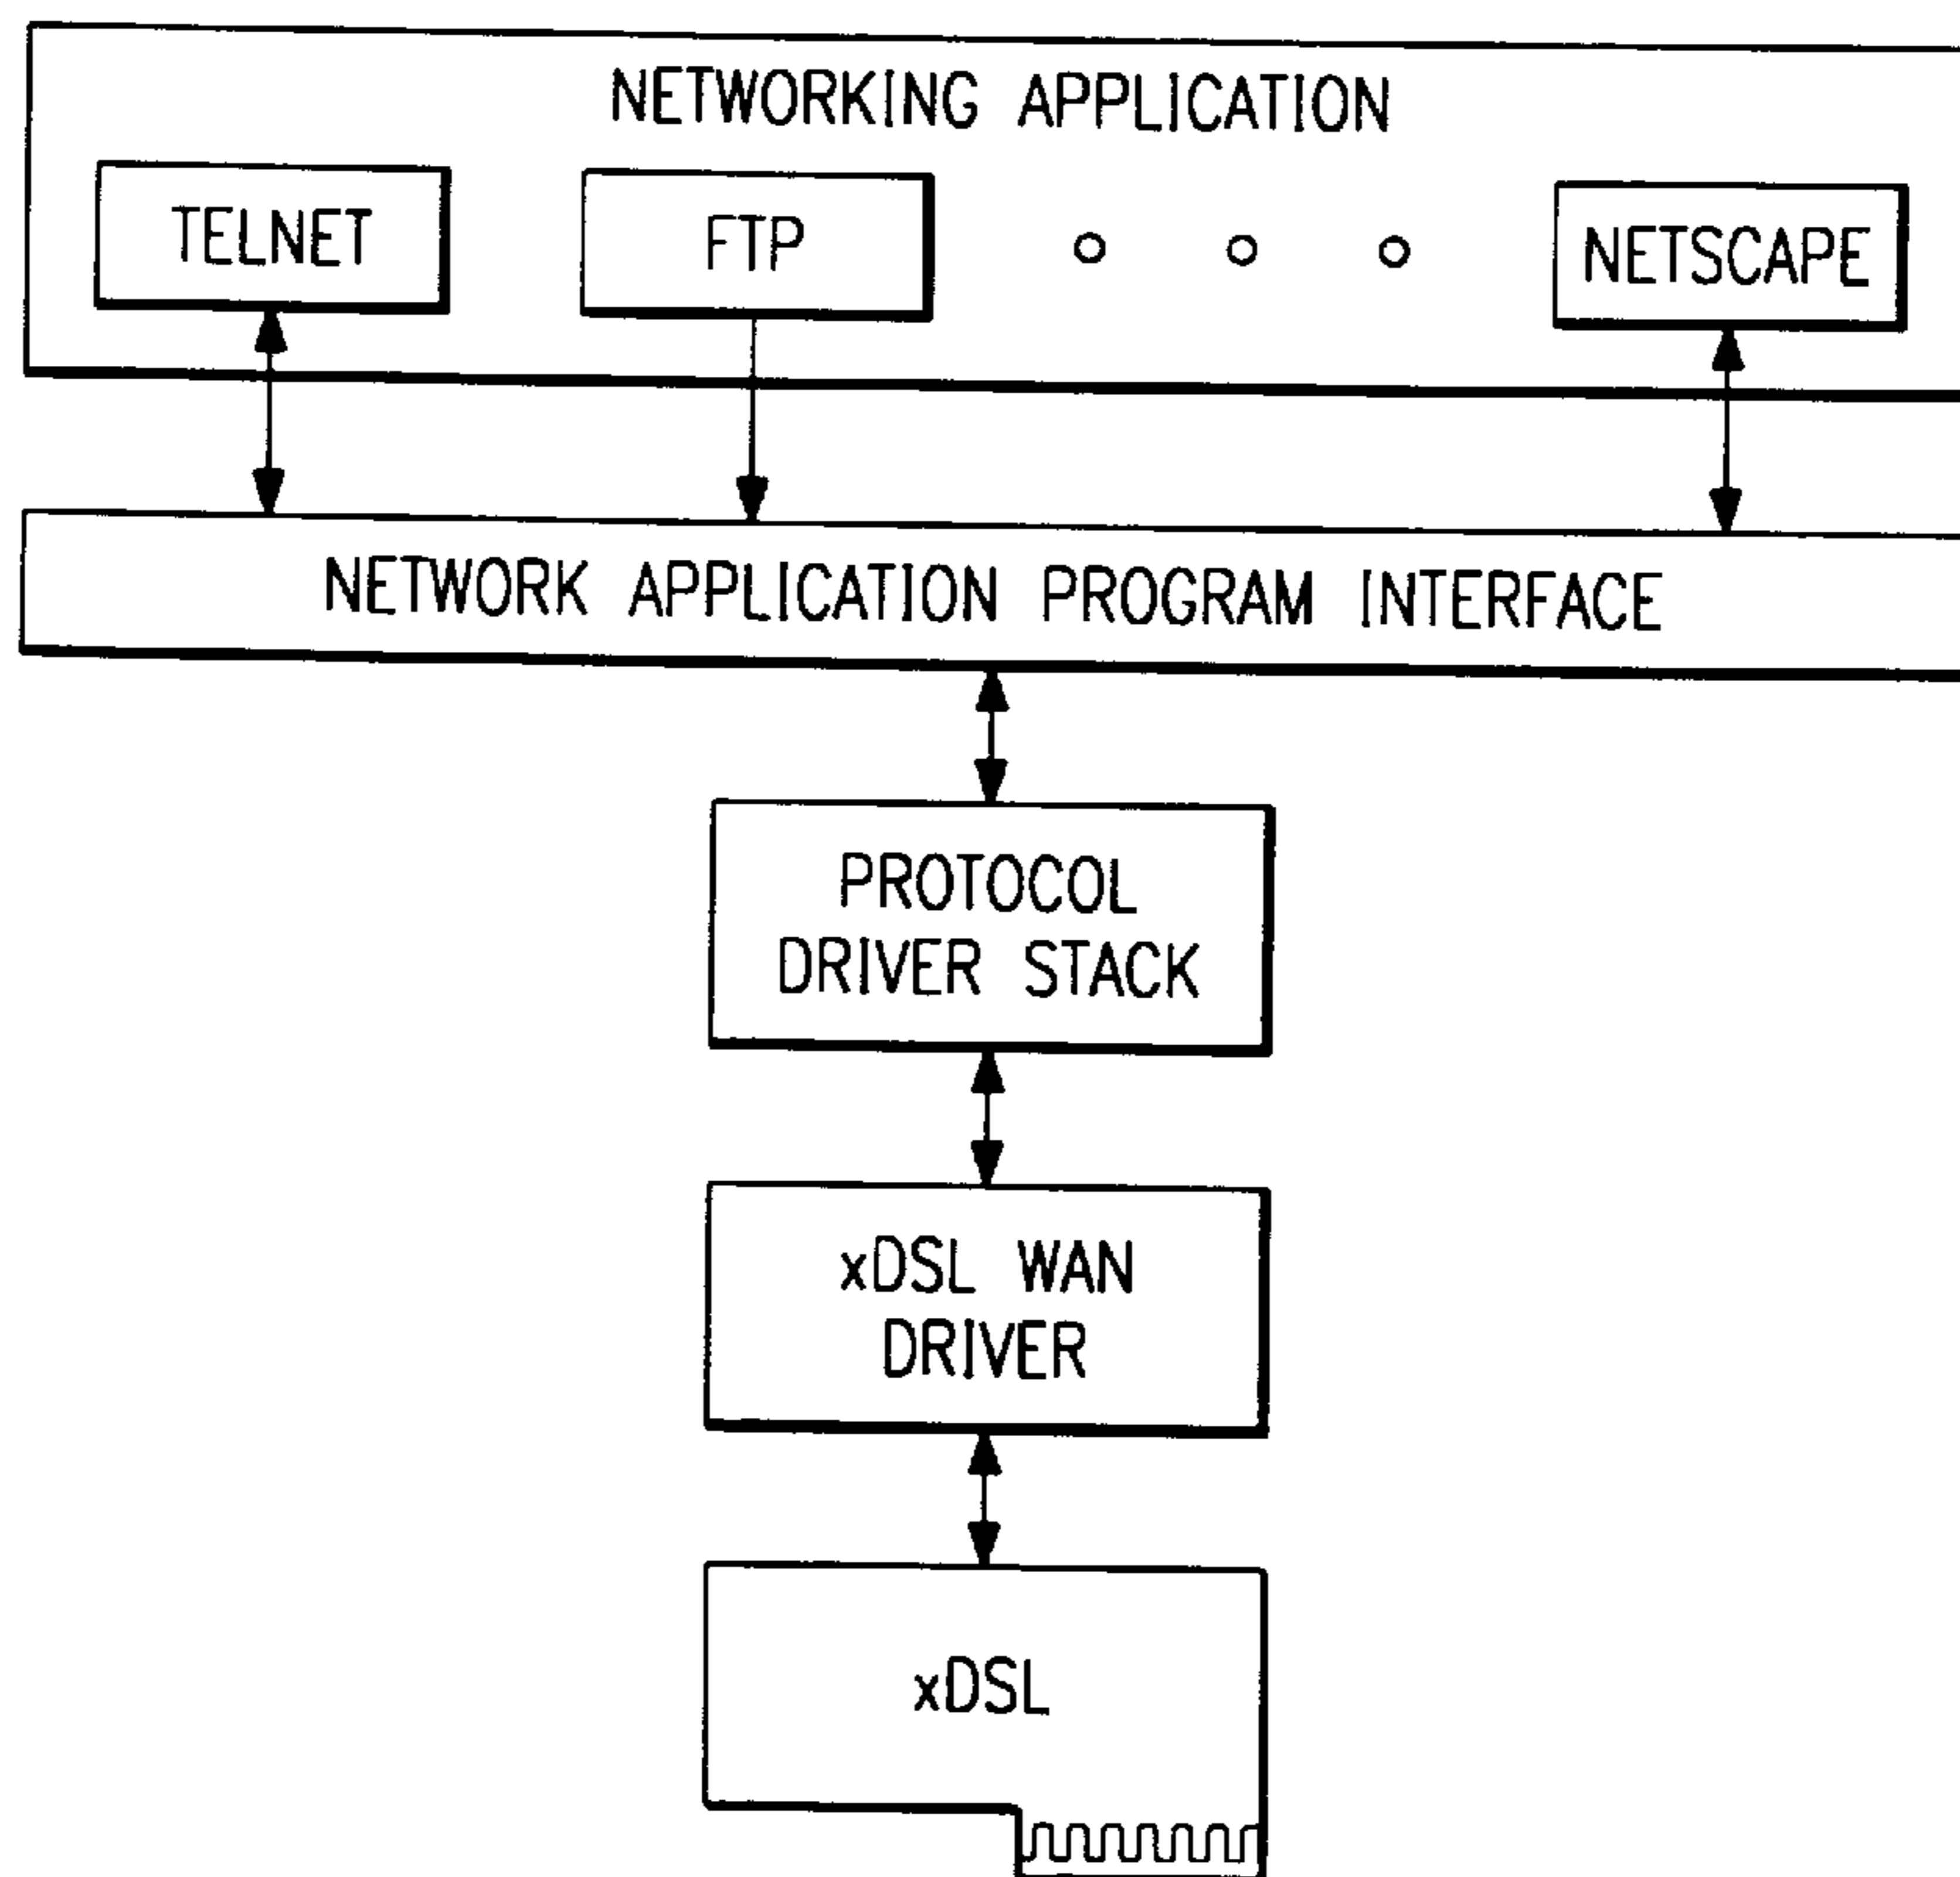 NETWORKING APPLICATION
TELNET
FTP
NETSCAPE
NETWORK APPLICATION PROGRAM INTERFACE
PROTOCOL
DRIVER STACK
xDSL WAN
DRIVER
xDSL